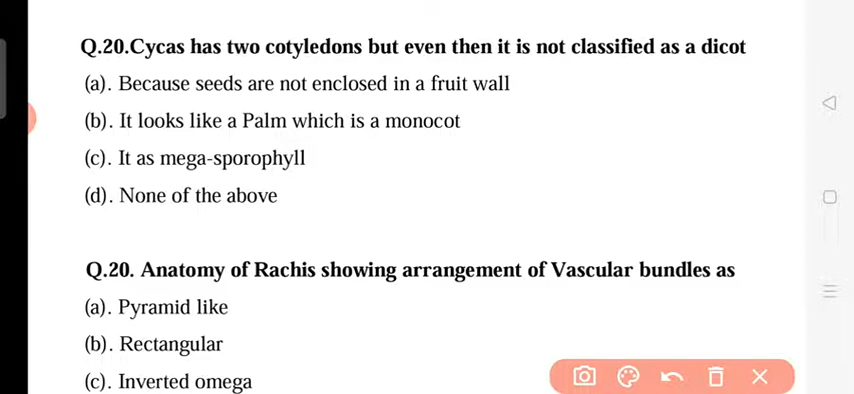 Q.20.Cycas has two cotyledons but even then it is not classified as a dicot
(a). Because seeds are not enclosed in a fruit wall
(b). It looks like a Palm which is a monocot
(c). It as mega-sporophyll
(d). None of the above
Q.20. Anatomy of Rachis showing arrangement of Vascular bundles as
(a). Pyramid like
(b). Rectangular
(c). Inverted omega